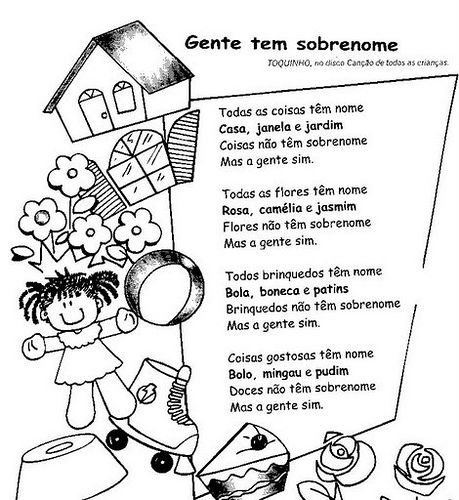 Gente tem sobrenome
TOQUINHO, no disco Canção de todas as crianças.
Todas as coisas têm nome
Casa, janela e jardim
Coisas não têm sobrenome
Mas a gente sim.
Todas as flores têm nome
Rosa, camélia e jasmim
Flores não têm sobrenome
Mas a gente sim.
Todos brinquedos têm nome
Bola, boneca e patins
Brinquedos não têm sobrenome
Mas a gente sim.
Coisas gostosas têm nome
Bolo, mingau e pudim
Doces não têm sobrenome
Mas a gente sim.